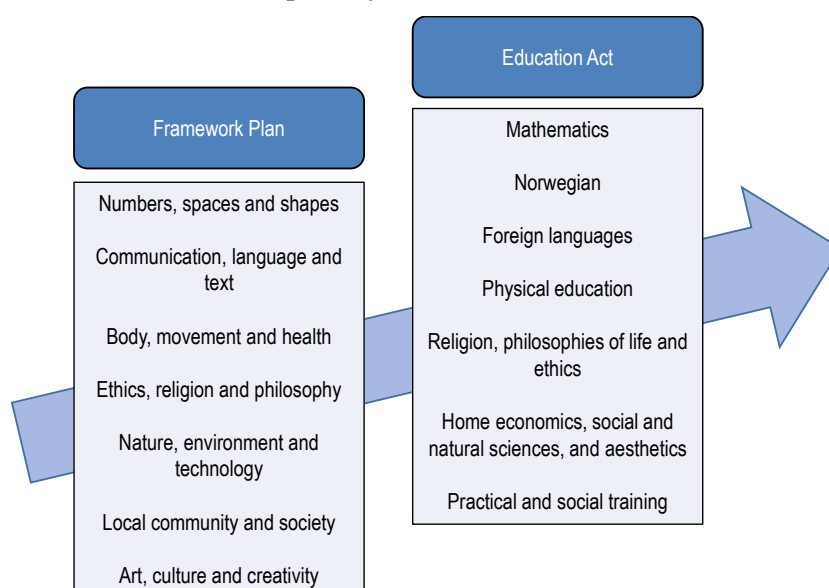 Education Act
Framework Plan
Mathematics
Norwegian
Foreign languages
Physical education
Religion, philosophies of life and
ethics
Home economics, social and
natural sciences, and aesthetics
Practical and social training
Numbers, spaces and shapes
Communication, language and
text
Body, movement and health
Ethics, religion and philosophy
Nature, environment and
technology
Local community and society
Art, culture and creativity